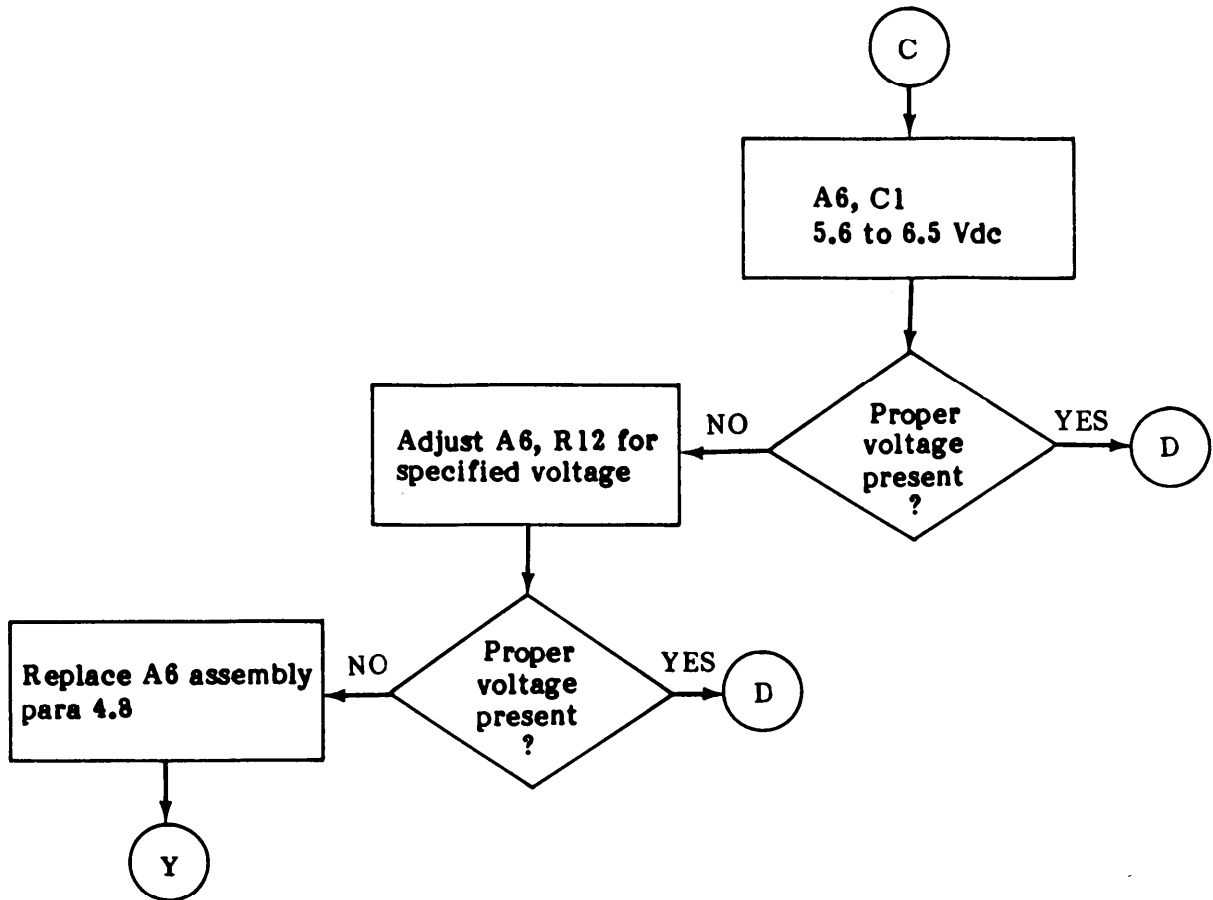 C
A6, C1
5.6 to 6.5 Vdc
Proper
voltage
present
?
YES
D
NO
Adjust A6, R12 for
specified voltage
Proper
voltage
present
?
YES
D
NO
Replace A6 assembly
para 4.8
Y